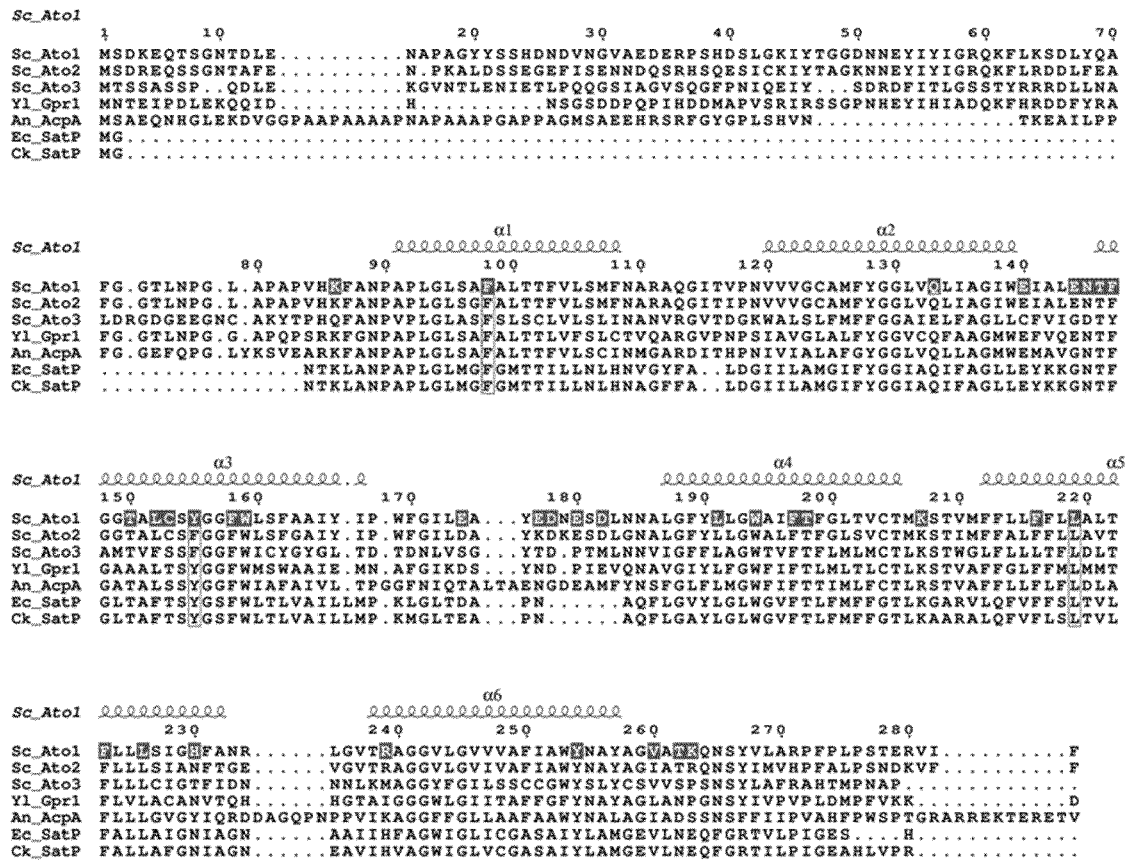 Sc_Ato1
1 10 20 30 40 50 60 70
Sc_Ato1 MSDKEQTSGNTDLE..........NAPAGYYSSHDNDVNGVAEDERPSHDSLGKIYTGGDNNEYIYIGRQKFLKSDLYQA
Sc_Ato2 MSDREQSSGNTAFE..........N.PKALDSSEGEFISENNDQSRHSQESICKIYTAGKNNEYIYIGRQKFLRDDLFEA
Sc_Ato3 MTSSASSP..QDLE..........KGVNTLENIETLPQQGSIAGVSQGFPNIQEIY...SDRDFITLGSSTYRRRDLLNA
Yl_Gpr1 MNTEIPDLEKQQID..........H..........NSGSDDPQPIHDDMAPVSRIRSSGPNHEYIHIADQKFHRDDFYRA
An_AcpA MSAEQNHGLEKDVGGPAAPAAAAPNAPAAAPGAPPAGMSAEEHRSRFGYGPLSHVN................TKEAILPP
Ec_SatP MG..............................................................................
Ck_SatP MG..............................................................................
Sc_Ato1 α1 α2
80 90 100 110 120 130 140
Sc_Ato1 FG.GTLNPG.L.APAPVHKFANPAPLGLSAFALTTFVLSMFNARAQGITVPNVVVGCAMFYGGLVQLIAGIWEIALENTF
Sc_Ato2 FG.GTLNPG.L.APAPVHKFANPAPLGLSGFALTTFVLSMFNARAQGITIPNVVVGCAMFYGGLVQLIAGIWEIALENTF
Sc_Ato3 LDRGDGEEGNC.AKYTPHQFANPVPLGLASFSLSCLVLSLINANVRGVTDGKWALSLFMFFGGAIELFAGLLCFVIGDTY
Yl_Gpr1 FG.GTLNPG.G.APQPSRKFGNPAPLGLSAFALTTLVFSLCTVQARGVPNPSIAVGLALFYGGVCQFAAGMWEFVQENTF
An_AcpA FG.GEFQPG.LYKSVEARKFANPAPLGLSAFALTTFVLSCINMGARDITHPNIVIALAFGYGGLVQLLAGMWEMAVGNTF
Ec_SatP ................NTKLANPAPLGLMGFGMTTILLNLHNVGYFA..LDGIILAMGIFYGGIAQIFAGLLEYKKGNTF
Ck_SatP ................NTKLANPAPLGLMGFGMTTILLNLHNAGFFA..LDGIILAMGIFYGGIAQIFAGLLEYKKGNTF
Sc_Ato1 α3 α4 α5
150 160 170 180 190 200 210 220
Sc_Ato1 GGTALCSYGGFWLSFAAIY.IP.WFGILEA...YEDNESDLNNALGFYLLGWAIFTFGLTVCTMKSTVMFFLLFFLLALT
Sc_Ato2 GGTALCSFGGFWLSFGAIY.IP.WFGILDA...YKDKESDLGNALGFYLLGWALFTFGLSVCTMKSTIMFFALFFLLAVT
Sc_Ato3 AMTVFSSFGGFWICYGYGL.TD.TDNLVSG...YTD.PTMLNNVIGFFLAGWTVFTFLMLMCTLKSTWGLFLLLTFLDLT
Yl_Gpr1 GAAALTSYGGFWMSWAAIE.MN.AFGIKDS...YND.PIEVQNAVGIYLFGWFIFTLMLTLCTLKSTVAFFGLFFMLMMT
An_AcpA GATALSSYGGFWIAFAIVL.TPGGFNIQTALTAENGDEAMFYNSFGLFLMGWFIFTTIMLFCTLRSTVAFFLLFLFLDLA
Ec_SatP GLTAFTSYGSFWLTLVAILLMP.KLGLTDA...PN......AQFLGVYLGLWGVFTLFMFFGTLKGARVLQFVFFSLTVL
Ck_SatP GLTAFTSYGSFWLTLVAILLMP.KMGLTEA...PN......AQFLGAYLGLWGVFTLFMFFGTLKAARALQFVFLSLTVL
Sc_Ato1 α6
230 240 250 260 270 280
Sc_Ato1 FLLLSIGHFANR......LGVTRAGGVLGVVVAFIAWYNAYAGVATKQNSYVLARPFPLPSTERVI..........F
Sc_Ato2 FLLLSIANFTGE......VGVTRAGGVLGVIVAFIAWYNAYAGIATRQNSYIMVHPFALPSNDKVF..........F
Sc_Ato3 FLLLCIGTFIDN......NNLKMAGGYFGILSSCCGWYSLYCSVVSPSNSYLAFRAHTMPNAP..............
Yl_Gpr1 FLVLACANVTQH......HGTAIGGGWLGIITAFFGFYNAYAGLANPGNSYIVPVPLDMPFVKK............D
An_AcpA FLLLGVGYIQRDDAGQPNPPVIKAGGFFGLLAAFAAWYNALAGIADSSNSFFIIPVAHFPWSPTGRARREKTERETV
Ec_SatP FALLAIGNIAGN......AAIIHFAGWIGLICGASAIYLAMGEVLNEQFGRTVLPIGES....H.............
Ck_SatP FALLAFGNIAGN......EAVIHVAGWIGLVCGASAIYLAMGEVLNEQFGRTILPIGEAHLVPR.............